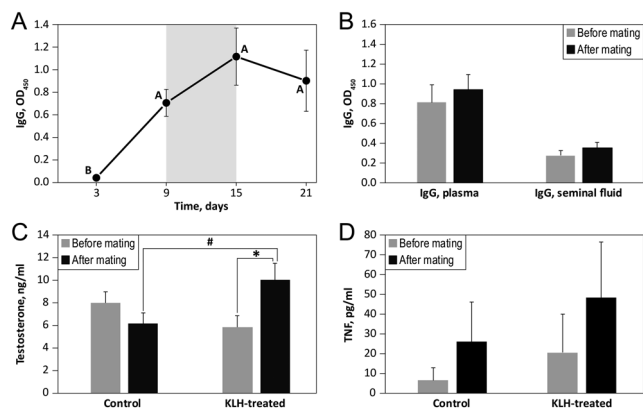 A
IgG, OD450
1.4
1.2
1.0
0.8
0.6
0.4
0.2
0.0
B
A
A
A
3
9
15
21
Time, days
B
IgG, OD450
1.4
1.2
1.0
0.8
0.6
0.4
0.2
0.0
Before mating
After mating
IgG, plasma
IgG, seminal fluid
C
Testosterone, ng/ml
14
12
10
8
6
4
2
0
Before mating
After mating
#
*
Control
KLH-treated
D
TNF, pg/ml
80
70
60
50
40
30
20
10
0
Before mating
After mating
Control
KLH-treated